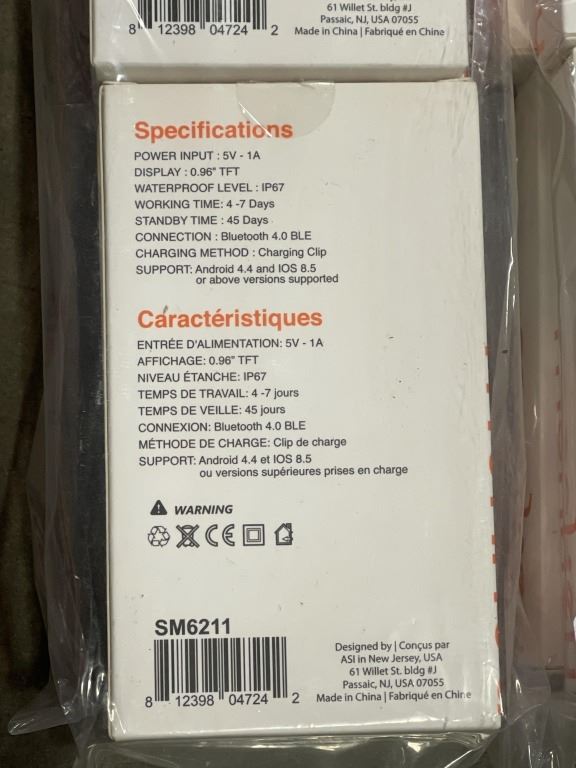 61 Willet St. bldg #J
Passaic, NJ, USA 07055
Made in China | Fabriqué en Chine
8 12398 04724 2
Specifications
POWER INPUT : 5V - 1A
DISPLAY : 0.96" TFT
WATERPROOF LEVEL : IP67
WORKING TIME: 4 -7 Days
STANDBY TIME : 45 Days
CONNECTION : Bluetooth 4.0 BLE
CHARGING METHOD : Charging Clip
SUPPORT: Android 4.4 and IOS 8.5
or above versions supported
Caractéristiques
ENTRÉE D'ALIMENTATION: 5V - 1A
AFFICHAGE: 0.96" TFT
NIVEAU ÉTANCHE: IP67
TEMPS DE TRAVAIL: 4 -7 jours
TEMPS DE VEILLE: 45 jours
CONNEXION: Bluetooth 4.0 BLE
MÉTHODE DE CHARGE: Clip de charge
SUPPORT: Android 4.4 et IOS 8.5
ou versions supérieures prises en charge
WARNING
CE
SM6211
8 12398 04724 2
Designed by | Conçus par
ASI in New Jersey, USA
61 Willet St. bldg #J
Passaic, NJ, USA 07055
Made in China | Fabriqué en Chine